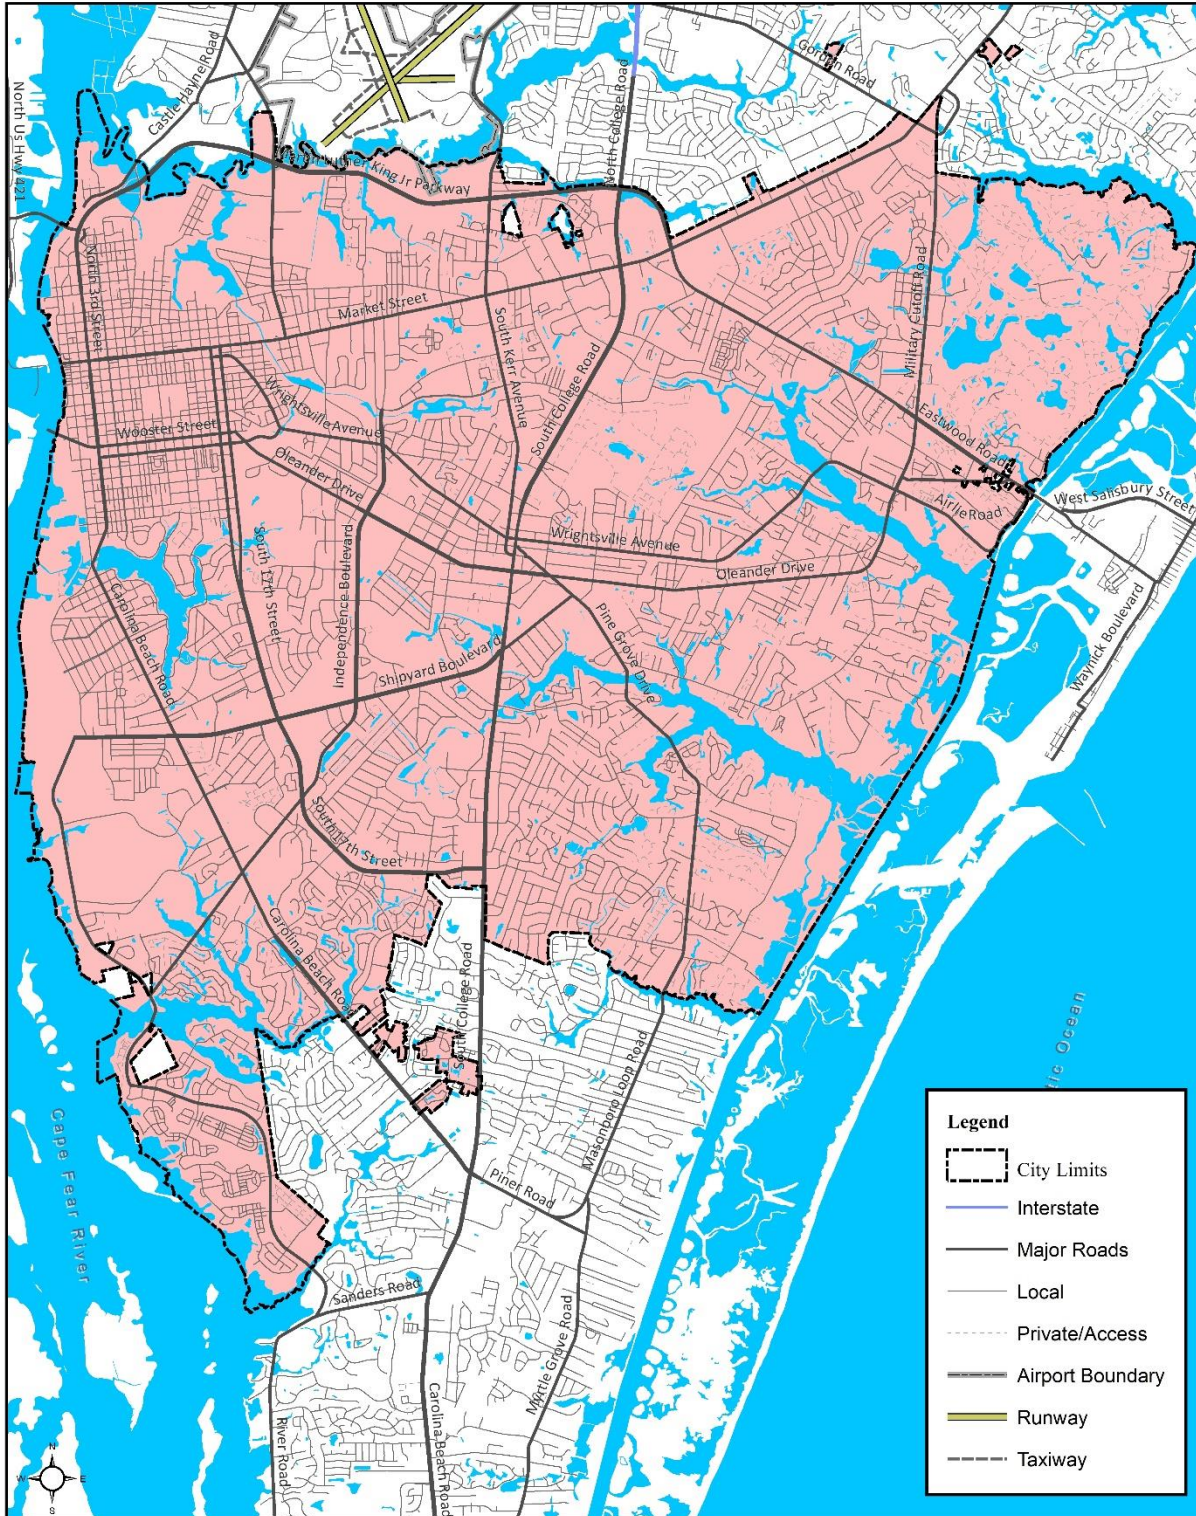 Castle Hayne Road
Gordon Road
North Us Hwy 421
North College Road
Martin Luther King Jr Parkway
North 3rd Street
Market Street
South Kerr Avenue
South College Road
Military Cutoff Road
Wrightsville Avenue
Wooster Street
Oleander Drive
Eastwood Road
West Salisbury Street
Airlie Road
Wrightsville Avenue
Oleander Drive
South 17th Street
Independence Boulevard
Carolina Beach Road
Pine Grove Drive
Shipyard Boulevard
Waynick Boulevard
South 17th Street
Carolina Beach Road
South College Road
Masonboro Loop Road
tic Ocean
Cape Fear River
Piner Road
Sanders Road
Myrtle Grove Road
River Road
Carolina Beach Road
N
W E
S
Legend
City Limits
Interstate
Major Roads
Local
Private/Access
Airport Boundary
Runway
Taxiway